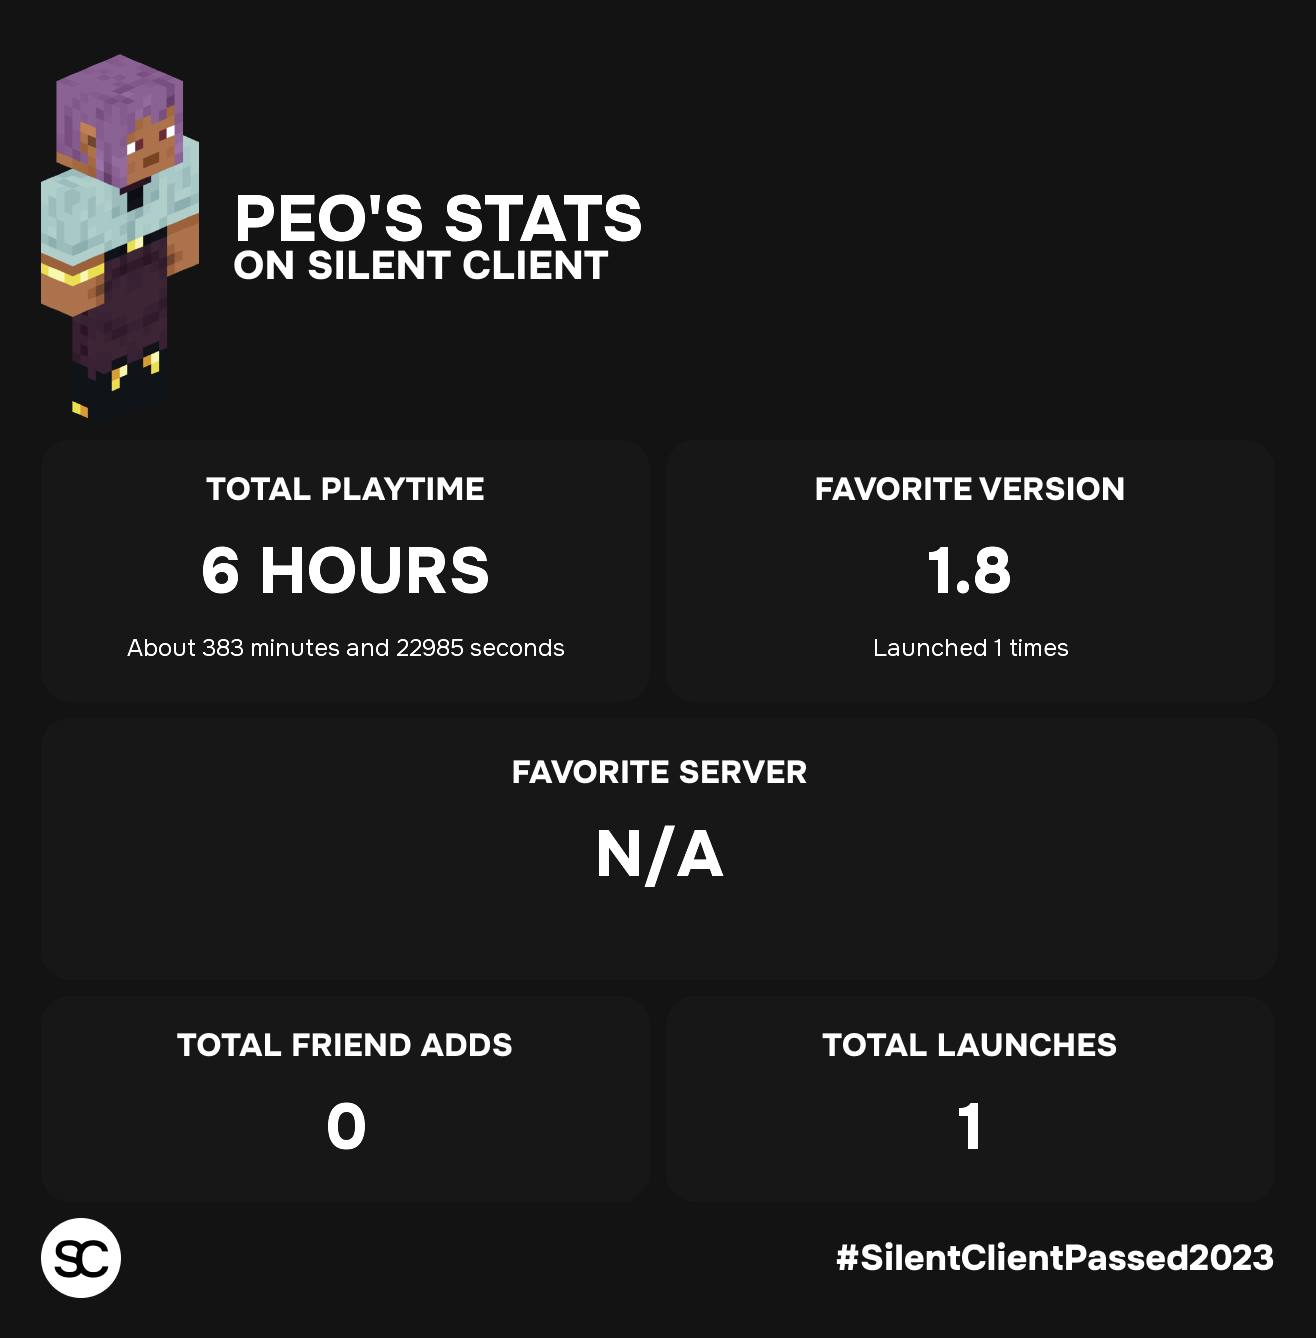 PEO'S STATS
ON SILENT CLIENT
TOTAL PLAYTIME
6 HOURS
About 383 minutes and 22985 seconds
FAVORITE VERSION
1.8
Launched 1 times
FAVORITE SERVER
N/A
TOTAL FRIEND ADDS
0
TOTAL LAUNCHES
1
SC
#SilentClientPassed2023